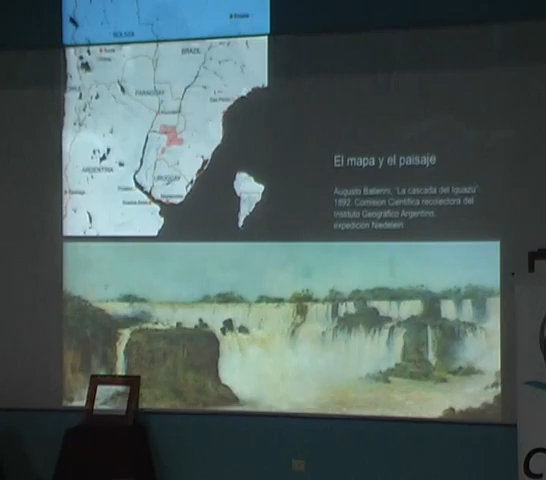 BOLIVIA
BRAZIL
PARAGUAY
ARGENTINA
URUGUAY
El mapa y el paisaje
Augusto Ballerini, "La cascada del Iguazú"
1892. Comisión Científica recolectora del
Instituto Geográfico Argentino,
expedición Niederlein
C